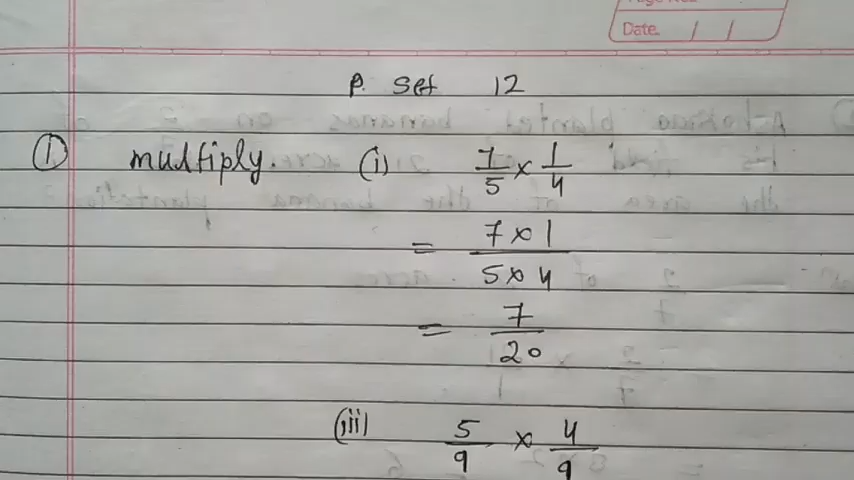 Date. / /
P. Set 12
① multiply. (i) 7/5 × 1/4
= 7 × 1 / 5 × 4
= 7/20
(iii) 5/9 × 4/9